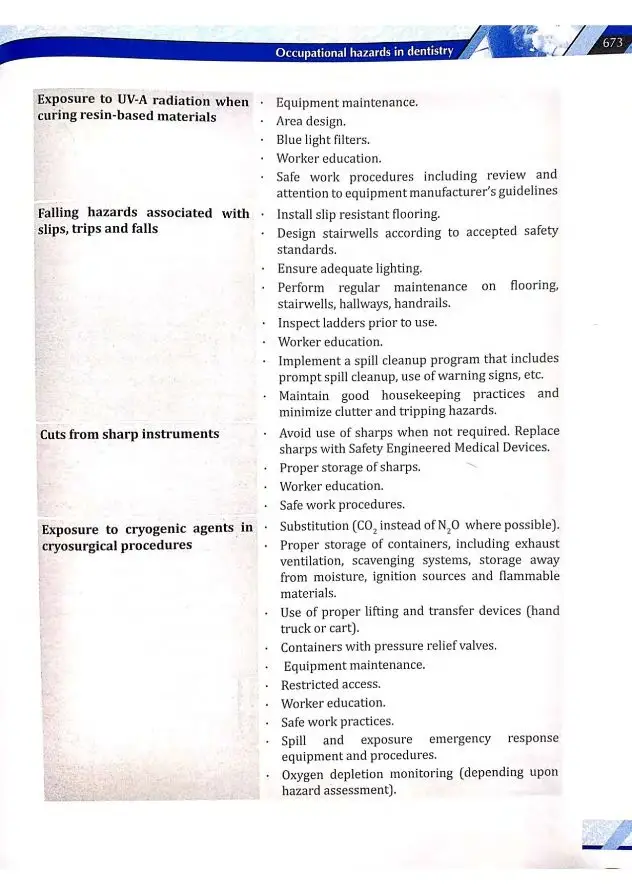 Occupational hazards in dentistry
673
Exposure to UV-A radiation when
curing resin-based materials
· Equipment maintenance.
· Area design.
· Blue light filters.
· Worker education.
· Safe work procedures including review and
attention to equipment manufacturer's guidelines
Falling hazards associated with
slips, trips and falls
· Install slip resistant flooring.
· Design stairwells according to accepted safety
standards.
· Ensure adequate lighting.
· Perform regular maintenance on flooring,
stairwells, hallways, handrails.
· Inspect ladders prior to use.
· Worker education.
· Implement a spill cleanup program that includes
prompt spill cleanup, use of warning signs, etc.
· Maintain good housekeeping practices and
minimize clutter and tripping hazards.
Cuts from sharp instruments
· Avoid use of sharps when not required. Replace
sharps with Safety Engineered Medical Devices.
· Proper storage of sharps.
· Worker education.
· Safe work procedures.
Exposure to cryogenic agents in
cryosurgical procedures
· Substitution (CO₂ instead of N₂O where possible).
· Proper storage of containers, including exhaust
ventilation, scavenging systems, storage away
from moisture, ignition sources and flammable
materials.
· Use of proper lifting and transfer devices (hand
truck or cart).
· Containers with pressure relief valves.
· Equipment maintenance.
· Restricted access.
· Worker education.
· Safe work practices.
· Spill and exposure emergency response
equipment and procedures.
· Oxygen depletion monitoring (depending upon
hazard assessment).